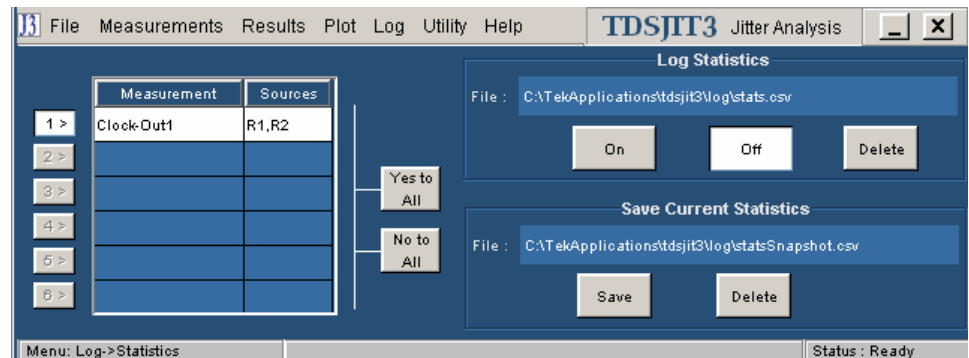 J3 File Measurements Results Plot Log Utility Help TDSJIT3 Jitter Analysis _ X
Measurement Sources
1 > Clock-Out1 R1,R2
2 >
3 >
4 >
5 >
6 >
Yes to
All
No to
All
Log Statistics
File : C:\TekApplications\tdsjit3\log\stats.csv
On Off Delete
Save Current Statistics
File : C:\TekApplications\tdsjit3\log\statsSnapshot.csv
Save Delete
Menu: Log->Statistics Status : Ready